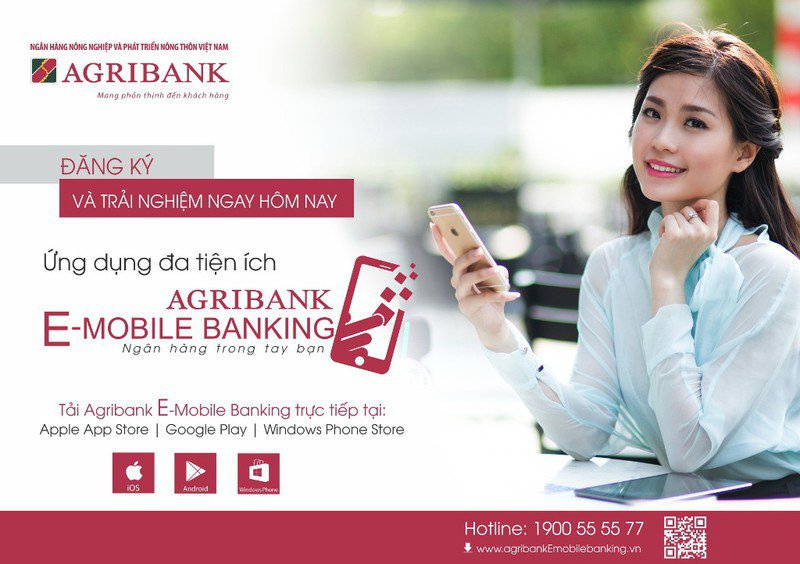 NGÂN HÀNG NÔNG NGHIỆP VÀ PHÁT TRIỂN NÔNG THÔN VIỆT NAM
AGRIBANK
Mang phồn thịnh đến khách hàng
ĐĂNG KÝ
VÀ TRẢI NGHIỆM NGAY HÔM NAY
Ứng dụng đa tiện ích
AGRIBANK
E-MOBILE BANKING
Ngân hàng trong tay bạn
Tải Agribank E-Mobile Banking trực tiếp tại:
Apple App Store | Google Play | Windows Phone Store
iOS
Android
Windows Phone
Hotline: 1900 55 55 77
www.agribankEmobilebanking.vn